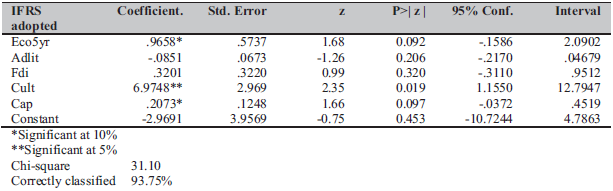 IFRS adopted Coefficient. Std. Error z P>| z | 95% Conf. Interval
Eco5yr .9658* .5737 1.68 0.092 -.1586 2.0902
Adlit -.0851 .0673 -1.26 0.206 -.2170 .04679
Fdi .3201 .3220 0.99 0.320 -.3110 .9512
Cult 6.9748** 2.969 2.35 0.019 1.1550 12.7947
Cap .2073* .1248 1.66 0.097 -.0372 .4519
Constant -2.9691 3.9569 -0.75 0.453 -10.7244 4.7863
*Significant at 10%
**Significant at 5%
Chi-square 31.10
Correctly classified 93.75%